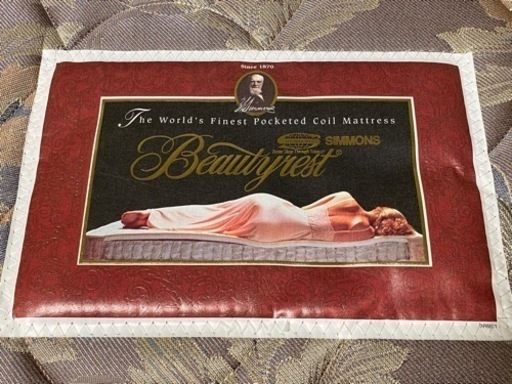 Since 1870
The World's Finest Pocketed Coil Mattress
SIMMONS
Beautyrest